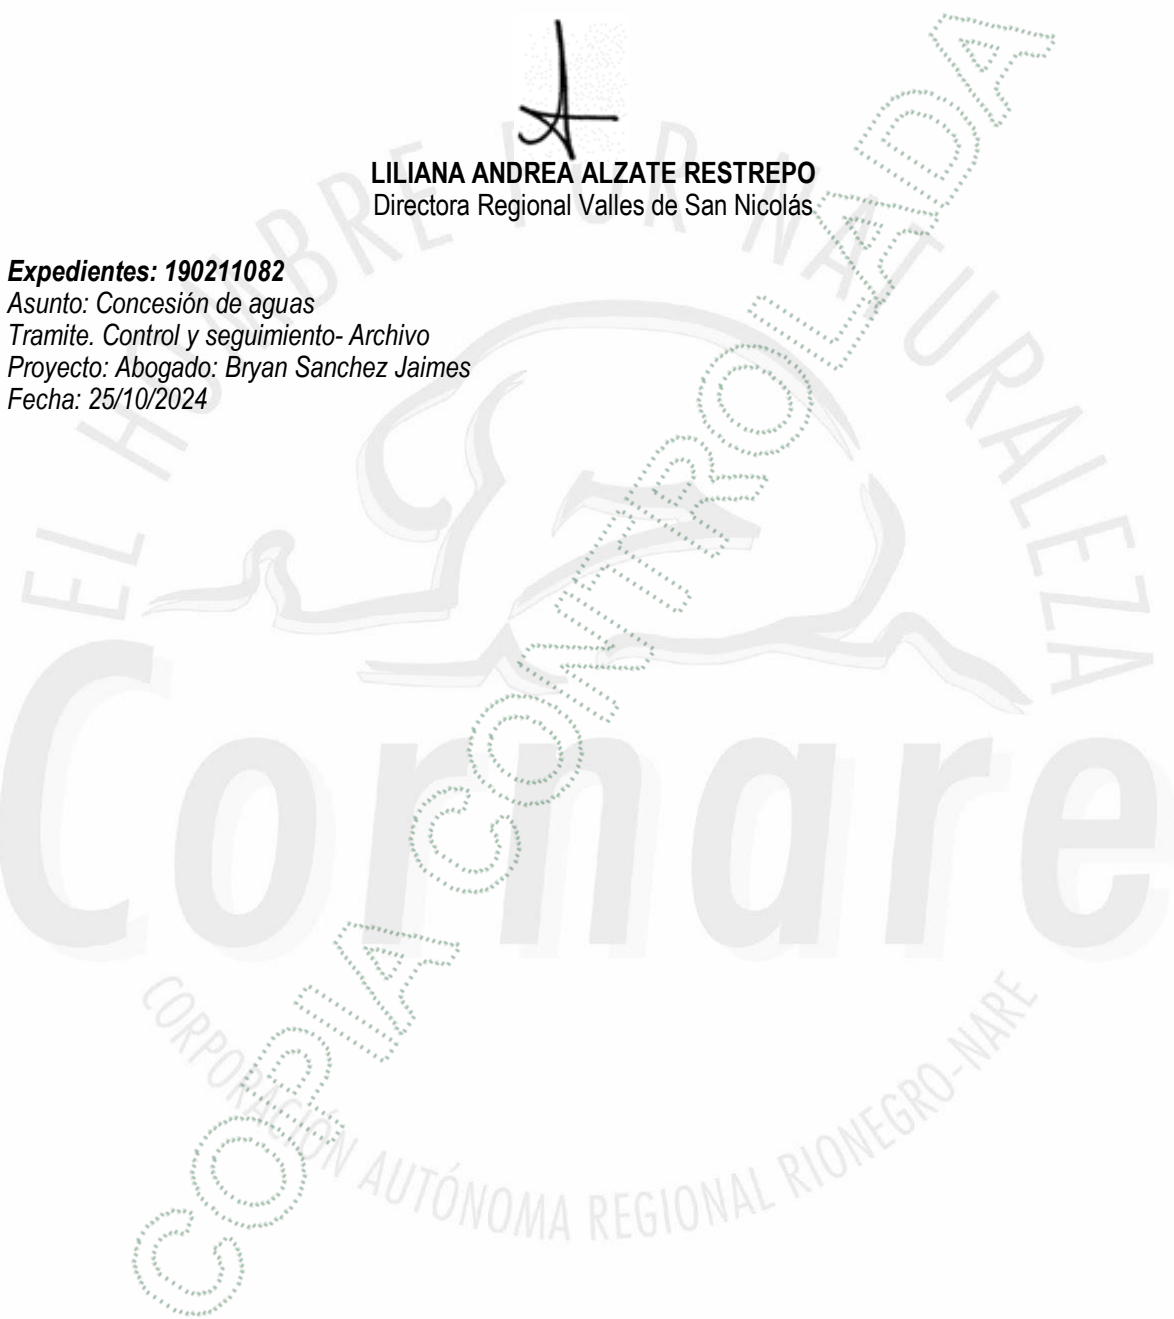 LILIANA ANDREA ALZATE RESTREPO
Directora Regional Valles de San Nicolás
Expedientes: 190211082
Asunto: Concesión de aguas
Tramite. Control y seguimiento- Archivo
Proyecto: Abogado: Bryan Sanchez Jaimes
Fecha: 25/10/2024
EL HOMBRE Y SU NATURALEZA
Cornare
CORPORACIÓN AUTÓNOMA REGIONAL RIONEGRO-NARE
COPIA CONTROLADA